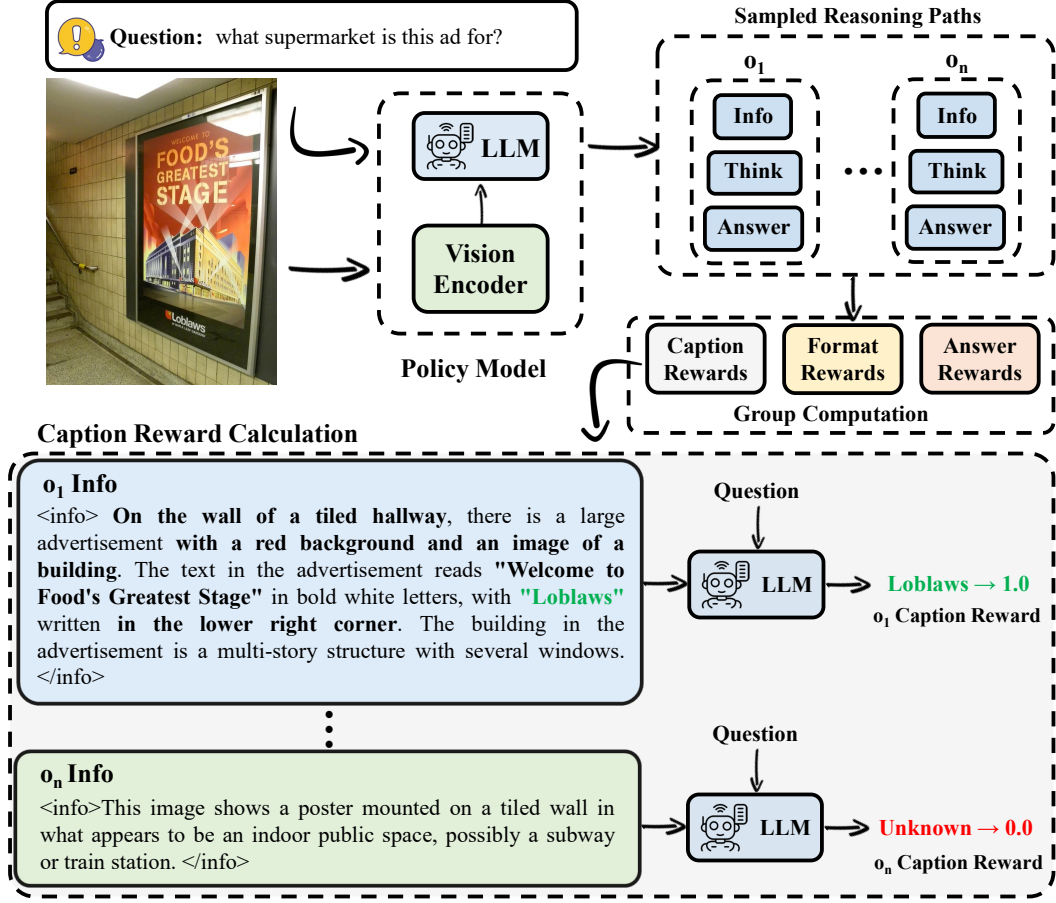 Question: what supermarket is this ad for?
Sampled Reasoning Paths
WELCOME TO
FOOD'S
GREATEST
STAGE
Loblaws
LLM
Vision
Encoder
Policy Model
o1
on
Info
Think
Answer
...
Info
Think
Answer
Caption
Rewards
Format
Rewards
Answer
Rewards
Group Computation
Caption Reward Calculation
o1 Info
<info> On the wall of a tiled hallway, there is a large
advertisement with a red background and an image of a
building. The text in the advertisement reads "Welcome to
Food's Greatest Stage" in bold white letters, with "Loblaws"
written in the lower right corner. The building in the
advertisement is a multi-story structure with several windows.
</info>
Question
LLM
Loblaws → 1.0
o1 Caption Reward
on Info
<info>This image shows a poster mounted on a tiled wall in
what appears to be an indoor public space, possibly a subway
or train station. </info>
Question
LLM
Unknown → 0.0
on Caption Reward